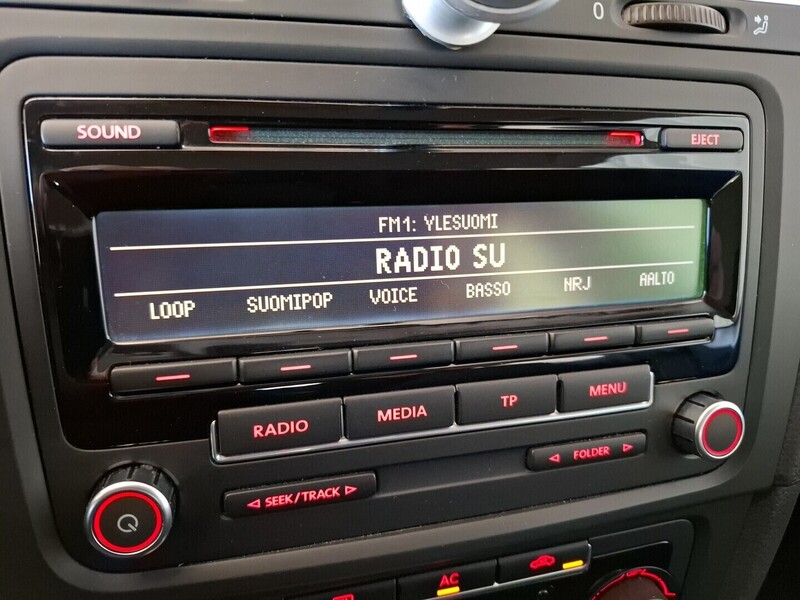 0
SOUND
EJECT
FM1: YLESUOMI
RADIO SU
LOOP SUOMIPOP VOICE BASSO NRJ AALTO
RADIO MEDIA TP MENU
SEEK/TRACK
FOLDER
AC